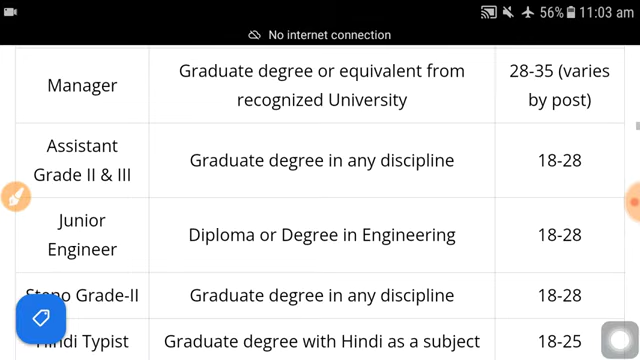 56% 11:03 am
No internet connection
Manager
Graduate degree or equivalent from
recognized University
28-35 (varies
by post)
Assistant
Grade II & III
Graduate degree in any discipline
18-28
Junior
Engineer
Diploma or Degree in Engineering
18-28
Steno Grade-II
Graduate degree in any discipline
18-28
Hindi Typist
Graduate degree with Hindi as a subject
18-25